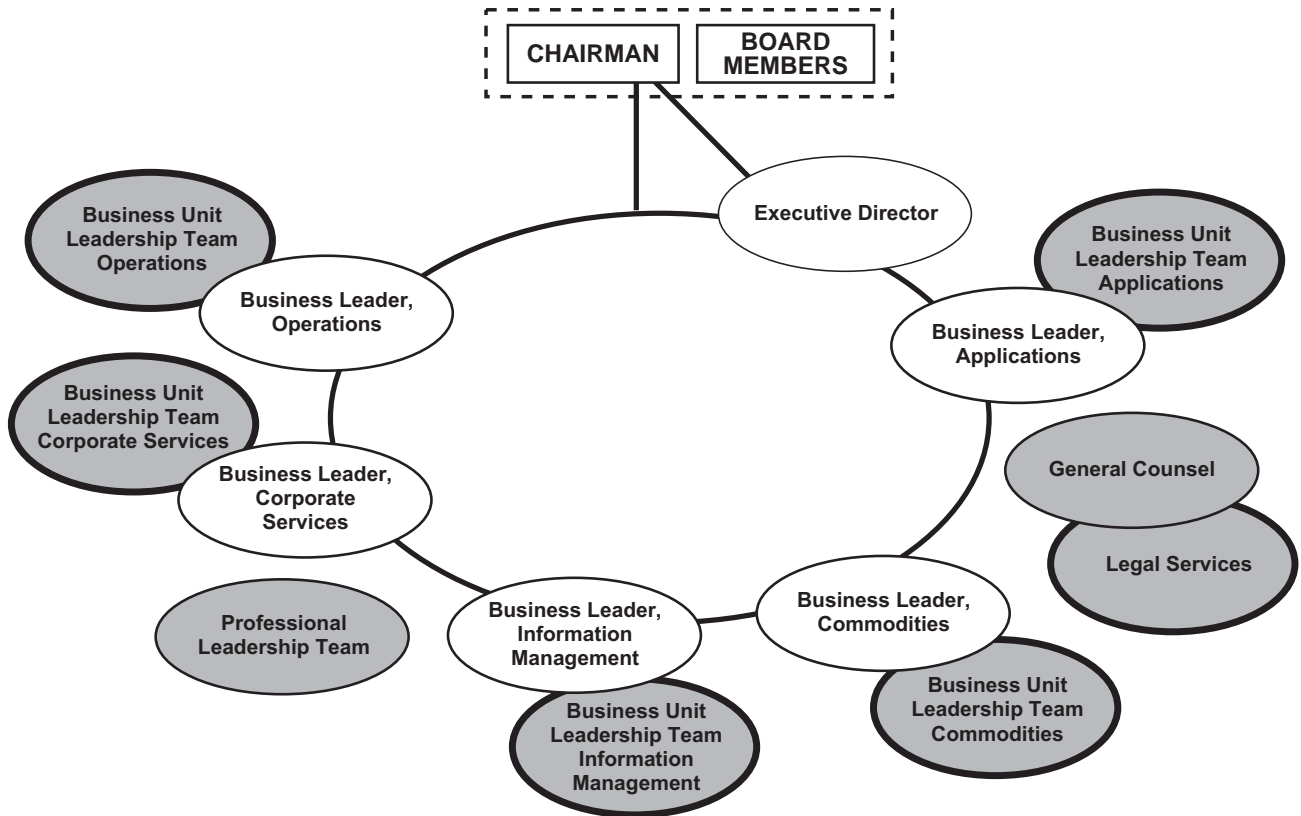 CHAIRMAN
BOARD
MEMBERS
Executive Director
Business Unit
Leadership Team
Operations
Business Unit
Leadership Team
Applications
Business Leader,
Operations
Business Leader,
Applications
Business Unit
Leadership Team
Corporate Services
General Counsel
Business Leader,
Corporate
Services
Legal Services
Professional
Leadership Team
Business Leader,
Information
Management
Business Leader,
Commodities
Business Unit
Leadership Team
Commodities
Business Unit
Leadership Team
Information
Management